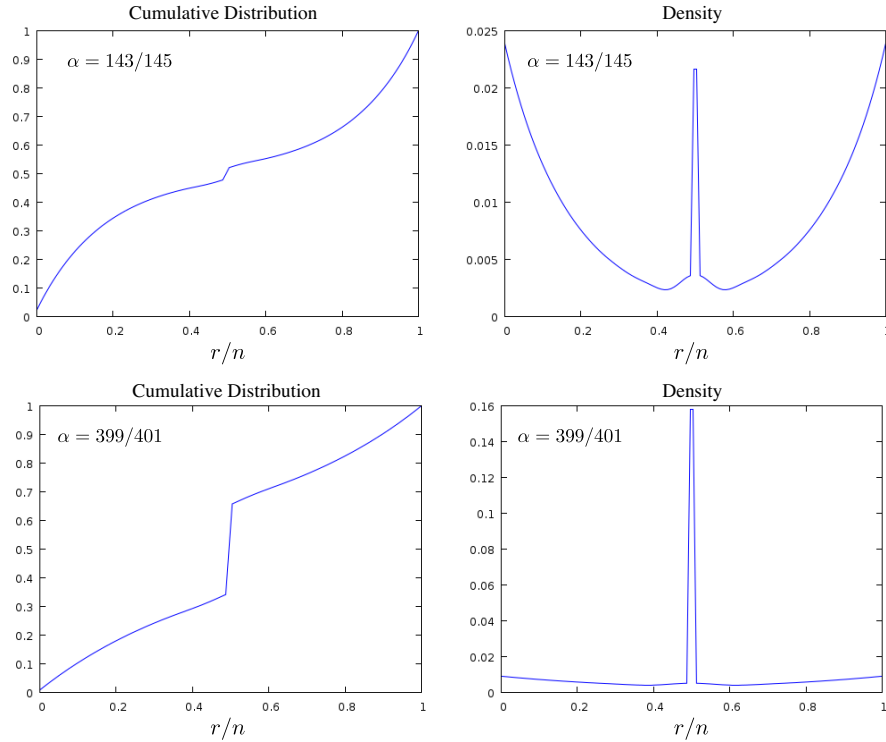 Cumulative Distribution
1
0.9
0.8
0.7
0.6
0.5
0.4
0.3
0.2
0.1
0
α = 143/145
0 0.2 0.4 0.6 0.8 1
r/n
Density
0.025
0.02
0.015
0.01
0.005
0
α = 143/145
0 0.2 0.4 0.6 0.8 1
r/n
Cumulative Distribution
1
0.9
0.8
0.7
0.6
0.5
0.4
0.3
0.2
0.1
0
α = 399/401
0 0.2 0.4 0.6 0.8 1
r/n
Density
0.16
0.14
0.12
0.1
0.08
0.06
0.04
0.02
0
α = 399/401
0 0.2 0.4 0.6 0.8 1
r/n